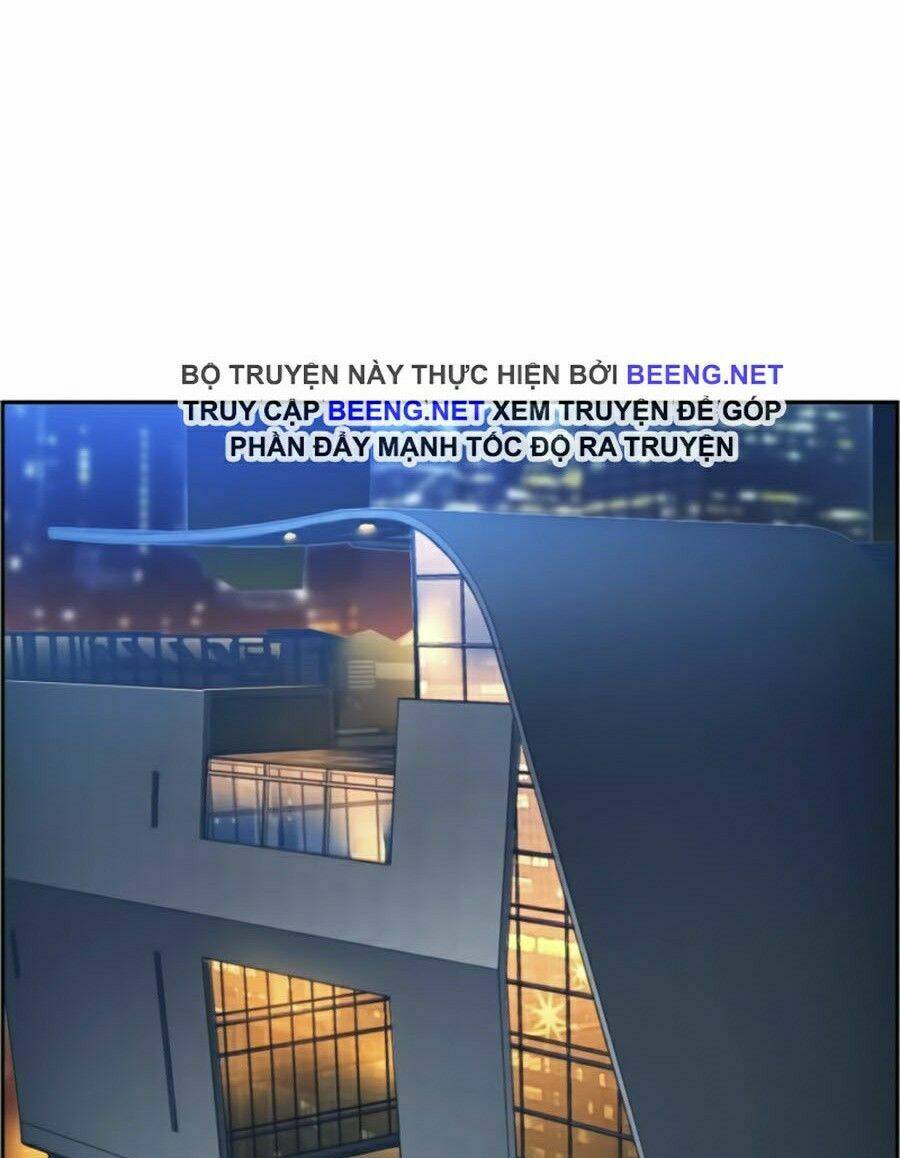 BỘ TRUYỆN NÀY THỰC HIỆN BỞI BEENG.NET
TRUY CẬP BEENG.NET XEM TRUYỆN ĐỂ GÓP
PHẦN ĐẨY MẠNH TỐC ĐỘ RA TRUYỆN